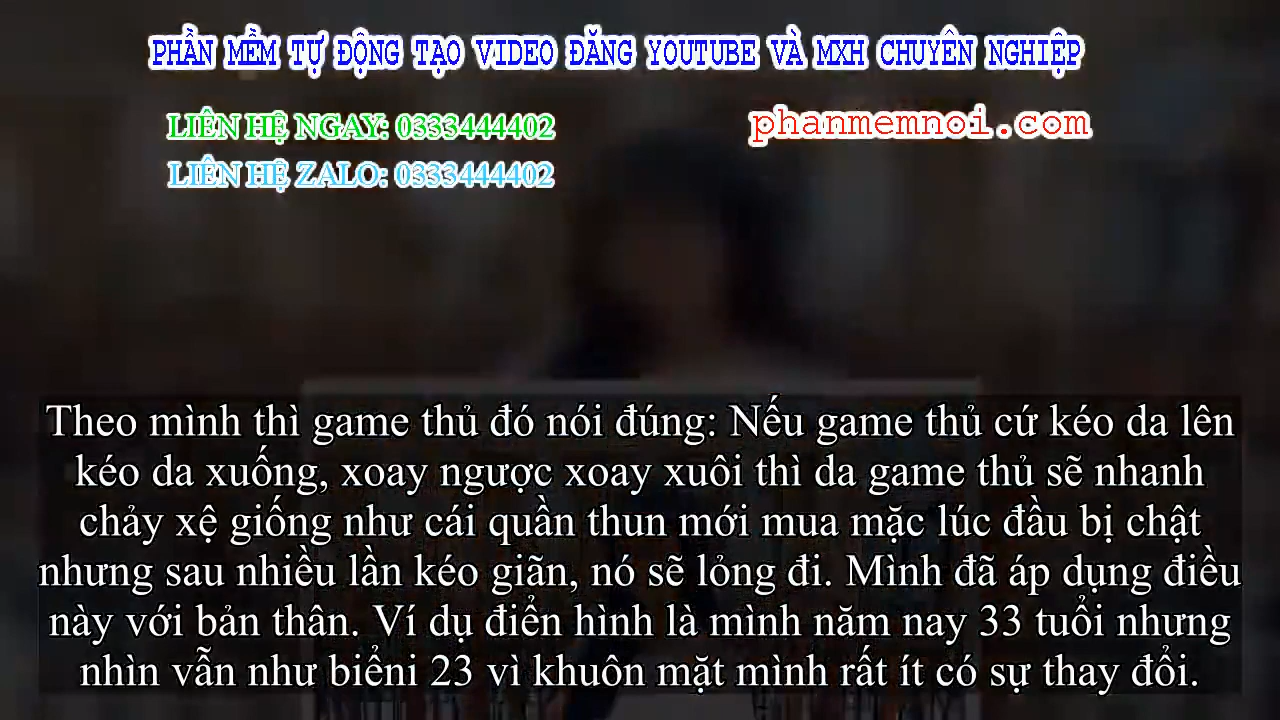 PHẦN MỀM TỰ ĐỘNG TẠO VIDEO ĐĂNG YOUTUBE VÀ MXH CHUYÊN NGHIỆP
LIÊN HỆ NGAY: 0333444402
phanmemnoi.com
LIÊN HỆ ZALO: 0333444402
Theo mình thì game thủ đó nói đúng: Nếu game thủ cứ kéo da lên
kéo da xuống, xoay ngược xoay xuôi thì da game thủ sẽ nhanh
chảy xệ giống như cái quần thun mới mua mặc lúc đầu bị chật
nhưng sau nhiều lần kéo giãn, nó sẽ lỏng đi. Mình đã áp dụng điều
này với bản thân. Ví dụ điển hình là mình năm nay 33 tuổi nhưng
nhìn vẫn như biểni 23 vì khuôn mặt mình rất ít có sự thay đổi.